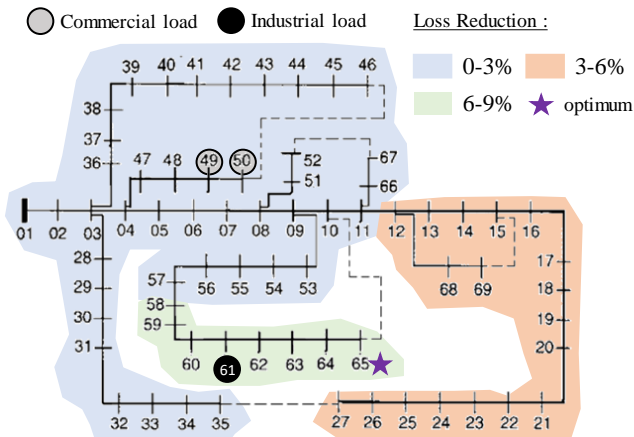 Commercial load Industrial load Loss Reduction :
0-3% 3-6%
6-9% optimum
39 40 41 42 43 44 45 46
38
37
36
47 48 49 50 52 67
51 66
01 02 03 04 05 06 07 08 09 10 11 12 13 14 15 16
28 17
29 56 55 54 53 68 69
57 18
30 58 19
59
31 20
60 61 62 63 64 65
32 33 34 35 27 26 25 24 23 22 21